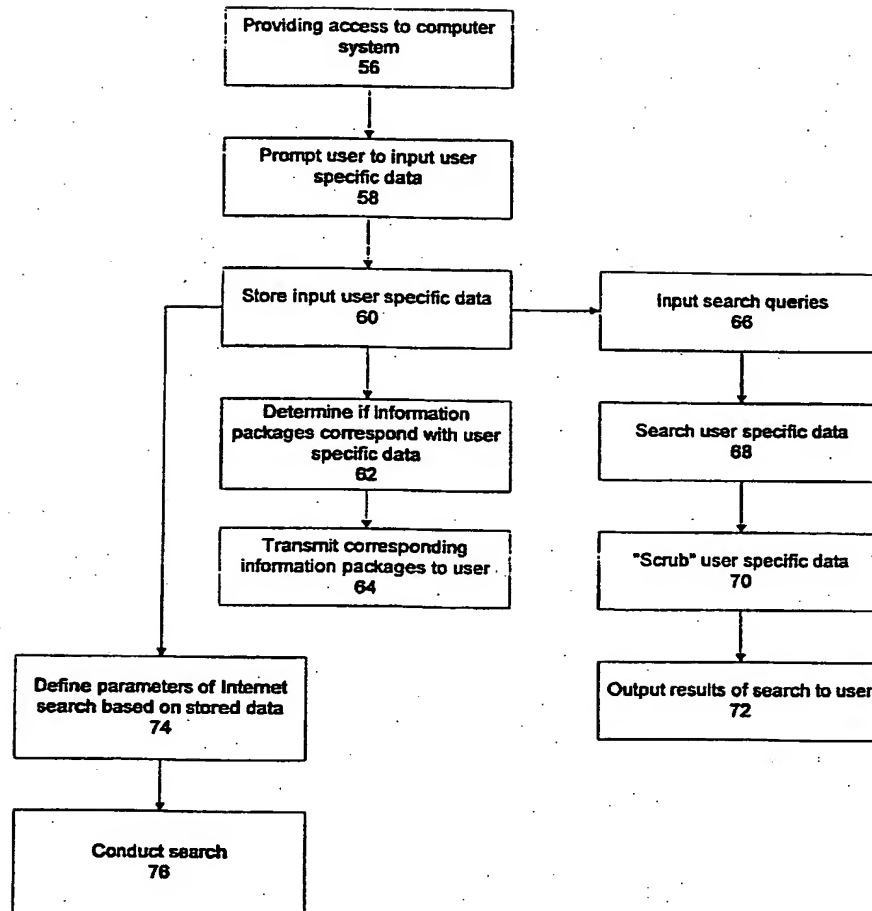 Providing access to computer
system
56
Prompt user to input user
specific data
58
Store input user specific data
60
Input search queries
66
Determine if Information
packages correspond with user
specific data
62
Search user specific data
68
Transmit corresponding
information packages to user
64
"Scrub" user specific data
70
Define parameters of Internet
search based on stored data
74
Output results of search to user
72
Conduct search
76